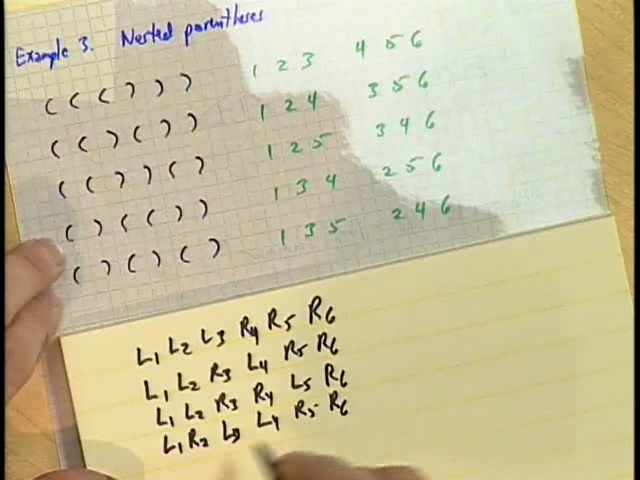 Example 3. Nested parentheses
( ( ( ) ) ) 1 2 3 4 5 6
( ( ) ( ) ) 1 2 4 3 5 6
( ( ) ) ( ) 1 2 5 3 4 6
( ) ( ( ) ) 1 3 4 2 5 6
( ) ( ) ( ) 1 3 5 2 4 6
L1 L2 L3 R4 R5 R6
L1 L2 R3 L4 R5 R6
L1 L2 R3 R4 L5 R6
L1 R2 L3 L4 R5 R6